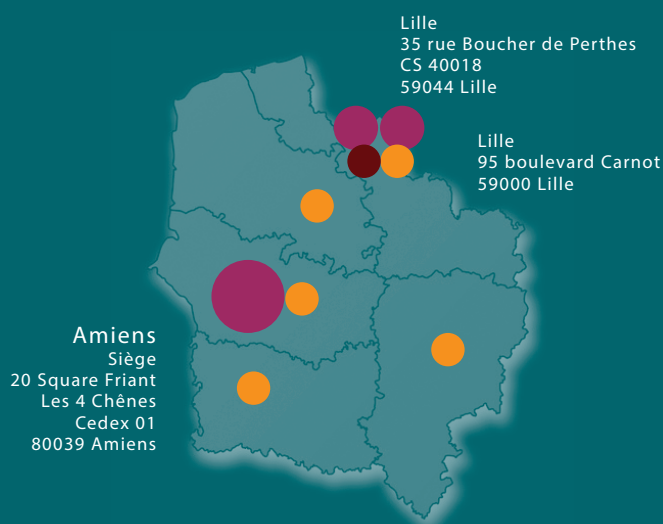 Lille
35 rue Boucher de Perthes
CS 40018
59044 Lille
Lille
95 boulevard Carnot
59000 Lille
Amiens
Siège
20 Square Friant
Les 4 Chênes
Cedex 01
80039 Amiens